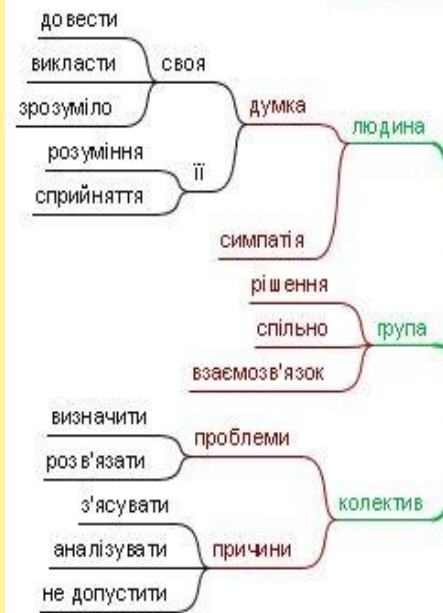 довести
викласти
своя
зрозуміло
думка
людина
розуміння
її
сприйняття
симпатія
рішення
спільно
група
взаємозв'язок
визначити
проблеми
розв'язати
з'ясувати
колектив
аналізувати
причини
не допустити